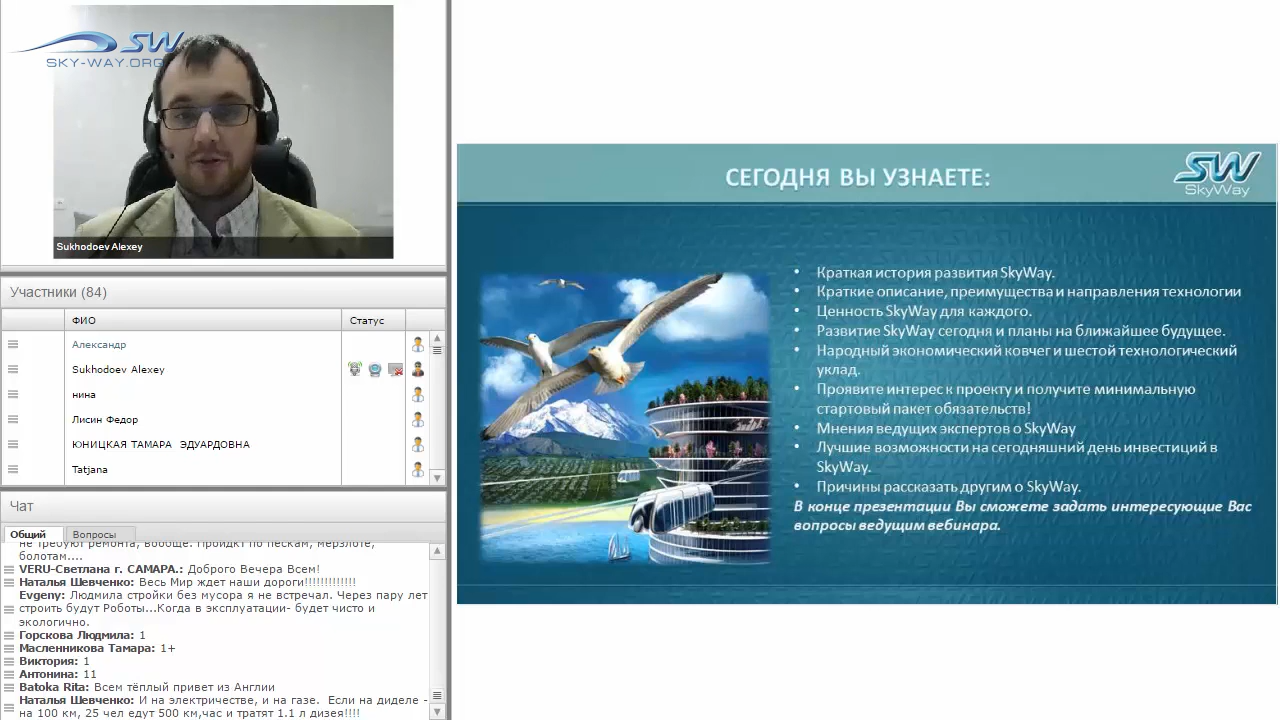 SW
SKY-WAY.ORG
Sukhodoev Alexey
Участники (84)
ФИО Статус
Александр
Sukhodoev Alexey
нина
Лисин Федор
ЮНИЦКАЯ ТАМАРА ЭДУАРДОВНА
Tatjana
Чат
Общий Вопросы
не требуют ремонта, вообще. Пройдкт по пескам, мерзлоте,
болотам....
VERU-Светлана г. САМАРА.: Доброго Вечера Всем!
Наталья Шевченко: Весь Мир ждет наши дороги!!!!!!!!!!!!!
Evgeny: Людмила стройки без мусора я не встречал. Через пару лет
строить будут Роботы...Когда в эксплуатации- будет чисто и
экологично.
Горскова Людмила: 1
Масленникова Тамара: 1+
Виктория: 1
Антонина: 11
Batoka Rita: Всем тёплый привет из Англии
Наталья Шевченко: И на электричестве, и на газе. Если на диделе -
на 100 км, 25 чел едут 500 км,час и тратят 1.1 л дизея!!!!
СЕГОДНЯ ВЫ УЗНАЕТЕ:
SW
SkyWay
• Краткая история развития SkyWay.
• Краткие описание, преимущества и направления технологии
• Ценность SkyWay для каждого.
• Развитие SkyWay сегодня и планы на ближайшее будущее.
• Народный экономический ковчег и шестой технологический
уклад.
• Проявите интерес к проекту и получите минимальную
стартовый пакет обязательств!
• Мнения ведущих экспертов о SkyWay
• Лучшие возможности на сегодняшний день инвестиций в
SkyWay.
• Причины рассказать другим о SkyWay.
В конце презентации Вы сможете задать интересующие Вас
вопросы ведущим вебинара.